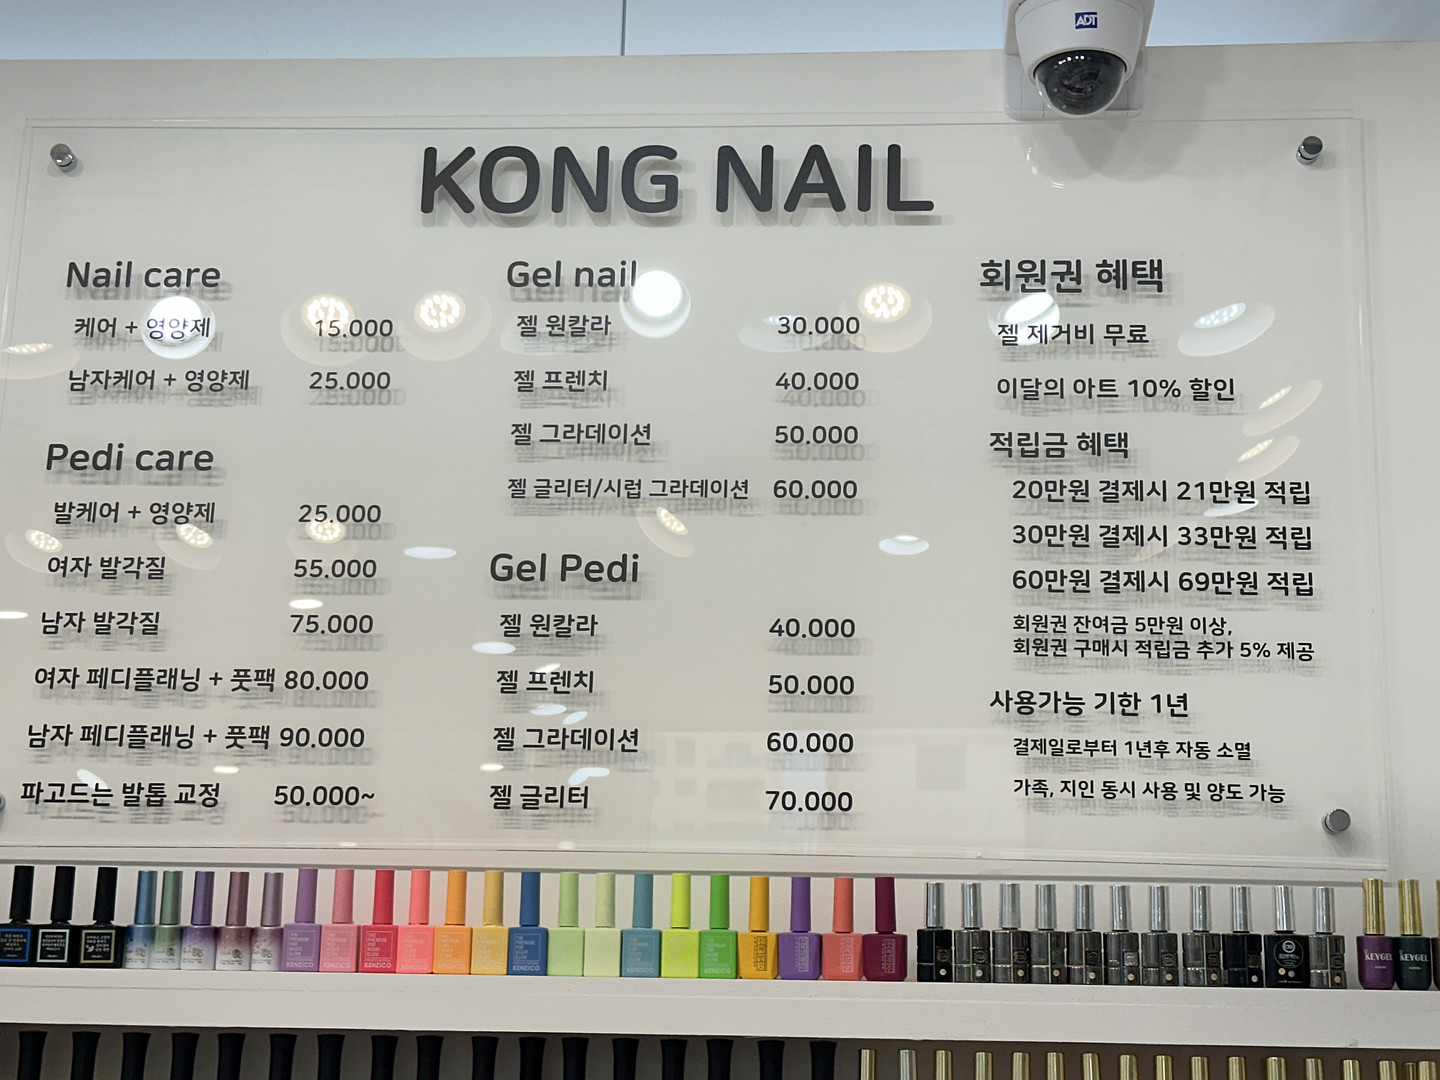 ADT
KONG NAIL
Nail care
케어 + 영양제 15.000
남자케어 + 영양제 25.000
Pedi care
발케어 + 영양제 25.000
여자 발각질 55.000
남자 발각질 75.000
여자 페디플래닝 + 풋팩 80.000
남자 페디플래닝 + 풋팩 90.000
파고드는 발톱 교정 50.000~
Gel nail
젤 원칼라 30.000
젤 프렌치 40.000
젤 그라데이션 50.000
젤 글리터/시럽 그라데이션 60.000
Gel Pedi
젤 원칼라 40.000
젤 프렌치 50.000
젤 그라데이션 60.000
젤 글리터 70.000
회원권 혜택
젤 제거비 무료
이달의 아트 10% 할인
적립금 혜택
20만원 결제시 21만원 적립
30만원 결제시 33만원 적립
60만원 결제시 69만원 적립
회원권 잔여금 5만원 이상,
회원권 구매시 적립금 추가 5% 제공
사용가능 기한 1년
결제일로부터 1년후 자동 소멸
가족, 지인 동시 사용 및 양도 가능
KENZICO KENZICO KENZICO KENZICO KENZICO KENZICO KENZICO
KEYGEL KEYGEL